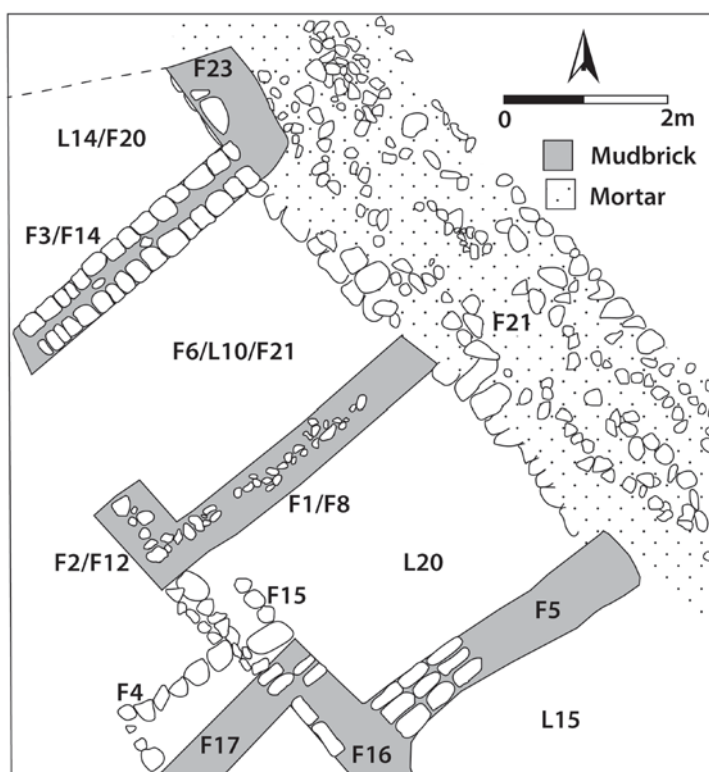 F23
L14/F20
0 2m
Mudbrick
Mortar
F3/F14
F21
F6/L10/F21
F1/F8
F2/F12
L20
F15
F5
F4
L15
F17
F16